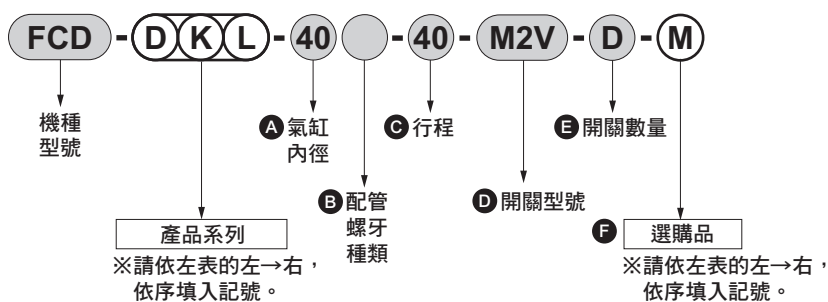 FCD - D K L - 40 - 40 - M2V - D - M
機種
型號
A 氣缸
內徑
C 行程
E 開關數量
B 配管
螺牙
種類
D 開關型號
產品系列
※請依左表的左→右，
依序填入記號。
F 選購品
※請依左表的左→右，
依序填入記號。